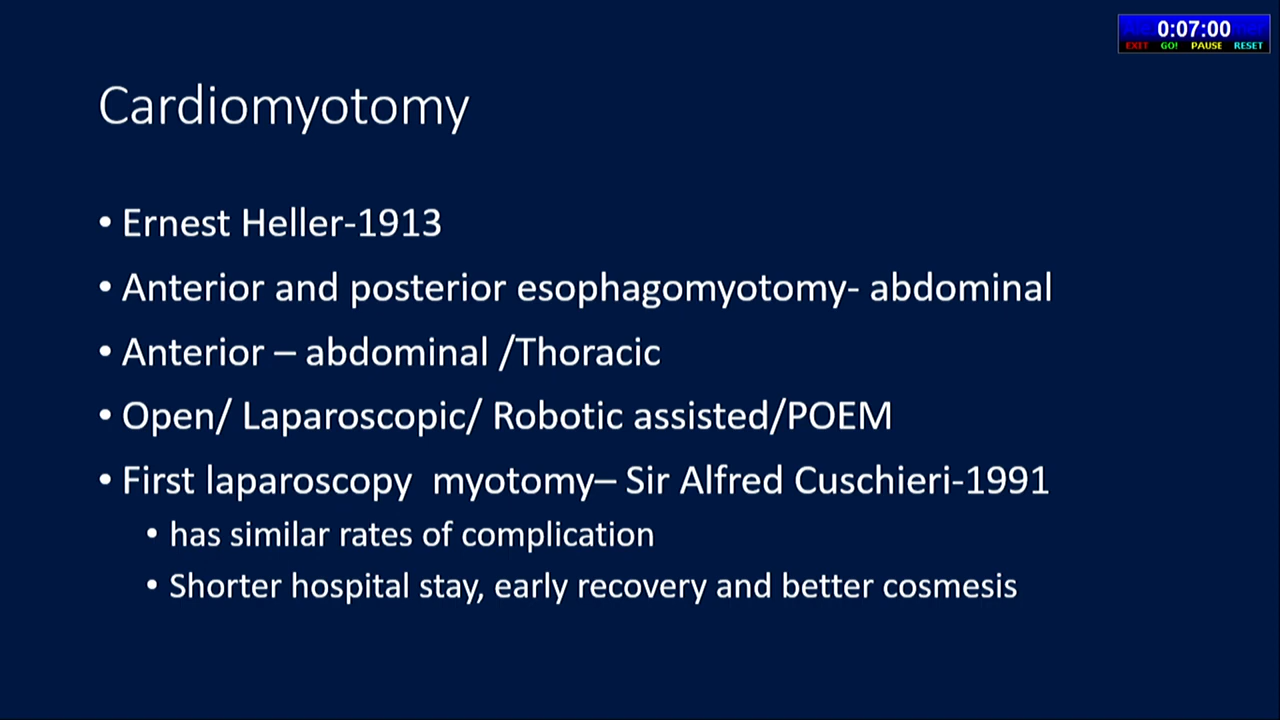 0:07:00
EXIT GO! PAUSE RESET
Cardiomyotomy
• Ernest Heller-1913
• Anterior and posterior esophagomyotomy- abdominal
• Anterior – abdominal /Thoracic
• Open/ Laparoscopic/ Robotic assisted/POEM
• First laparoscopy  myotomy– Sir Alfred Cuschieri-1991
• has similar rates of complication
• Shorter hospital stay, early recovery and better cosmesis